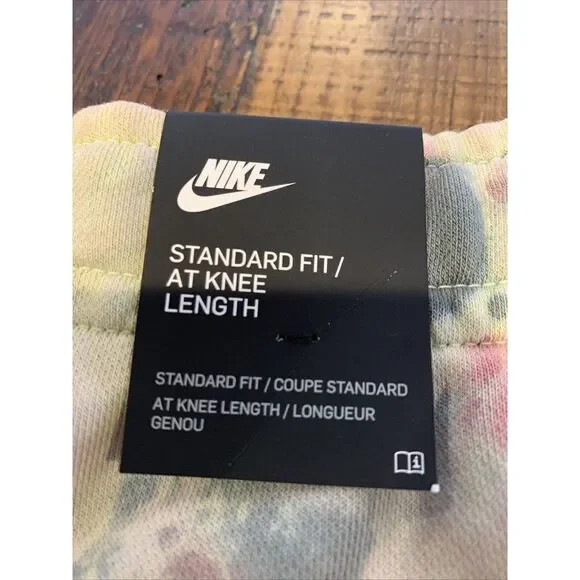 NIKE
STANDARD FIT /
AT KNEE
LENGTH
STANDARD FIT / COUPE STANDARD
AT KNEE LENGTH / LONGUEUR
GENOU
i